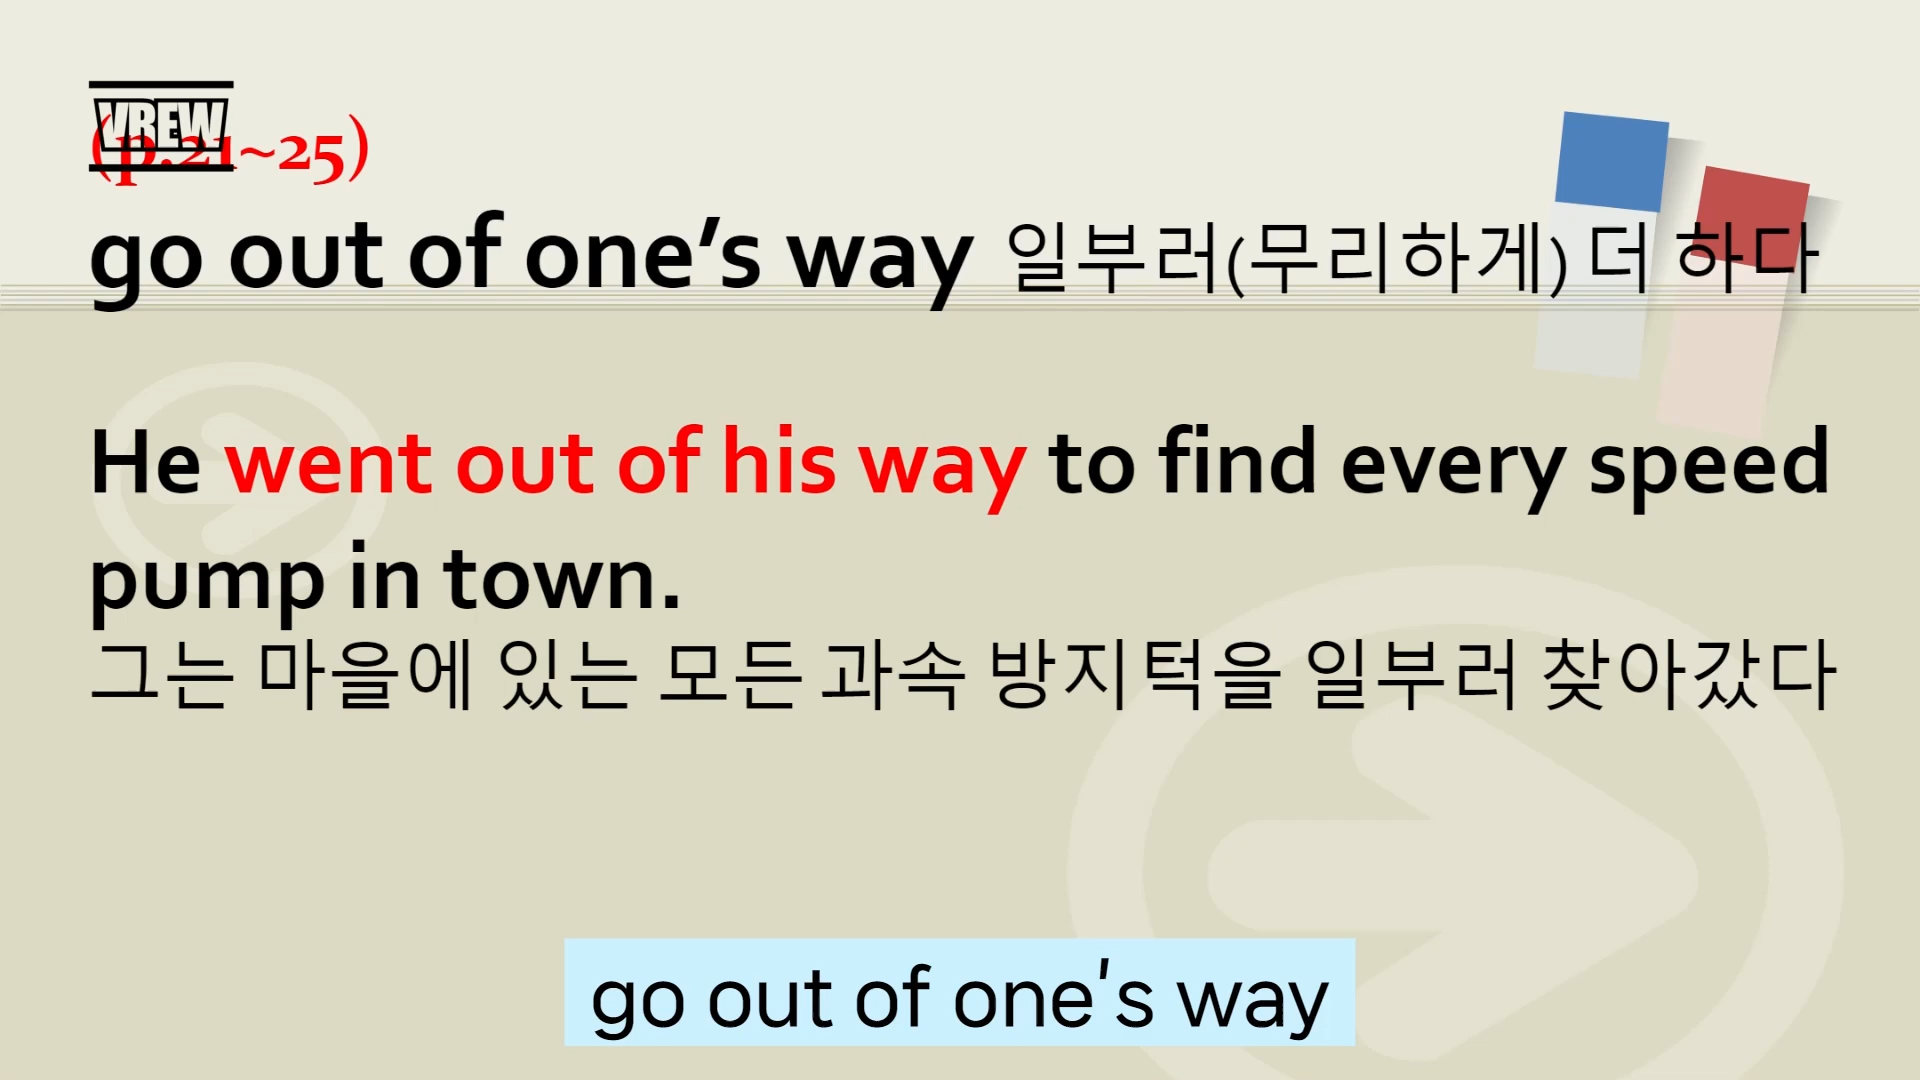 VREW
(p.21~25)
go out of one’s way 일부러(무리하게) 더 하다
He went out of his way to find every speed
pump in town.
그는 마을에 있는 모든 과속 방지턱을 일부러 찾아갔다
go out of one's way